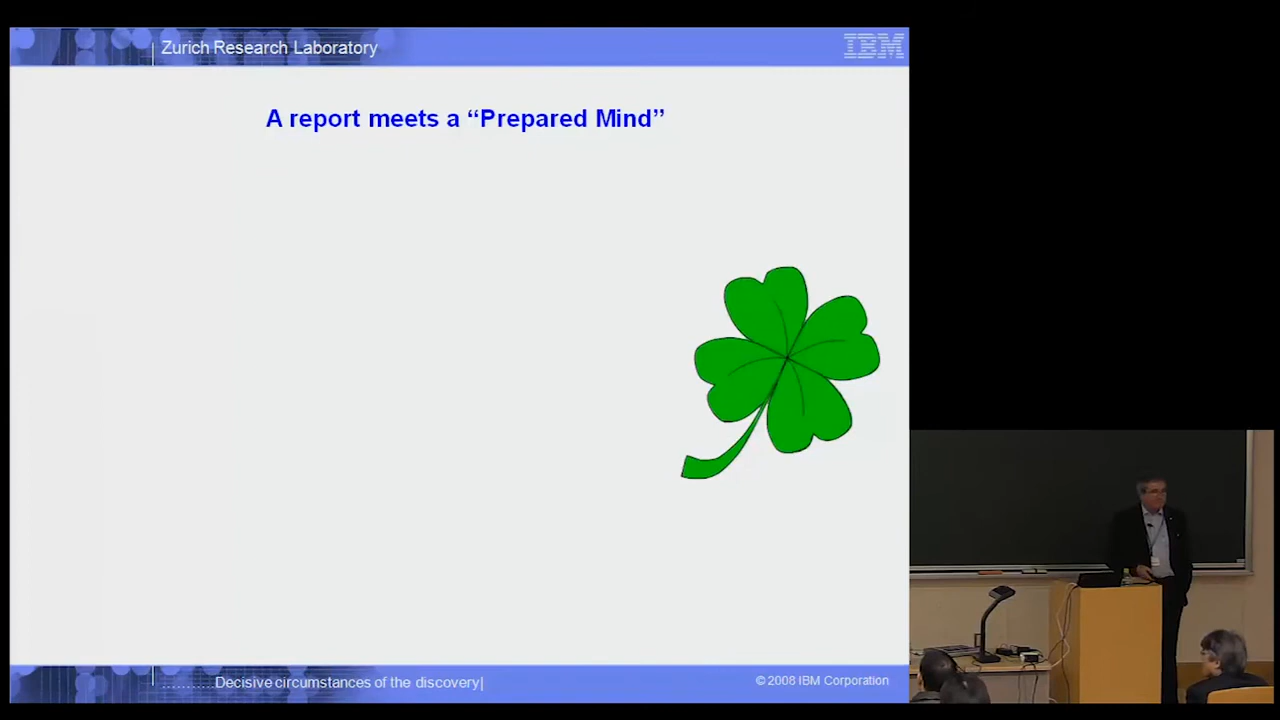 Zurich Research Laboratory
IBM
A report meets a “Prepared Mind”
..........Decisive circumstances of the discovery|
© 2008 IBM Corporation